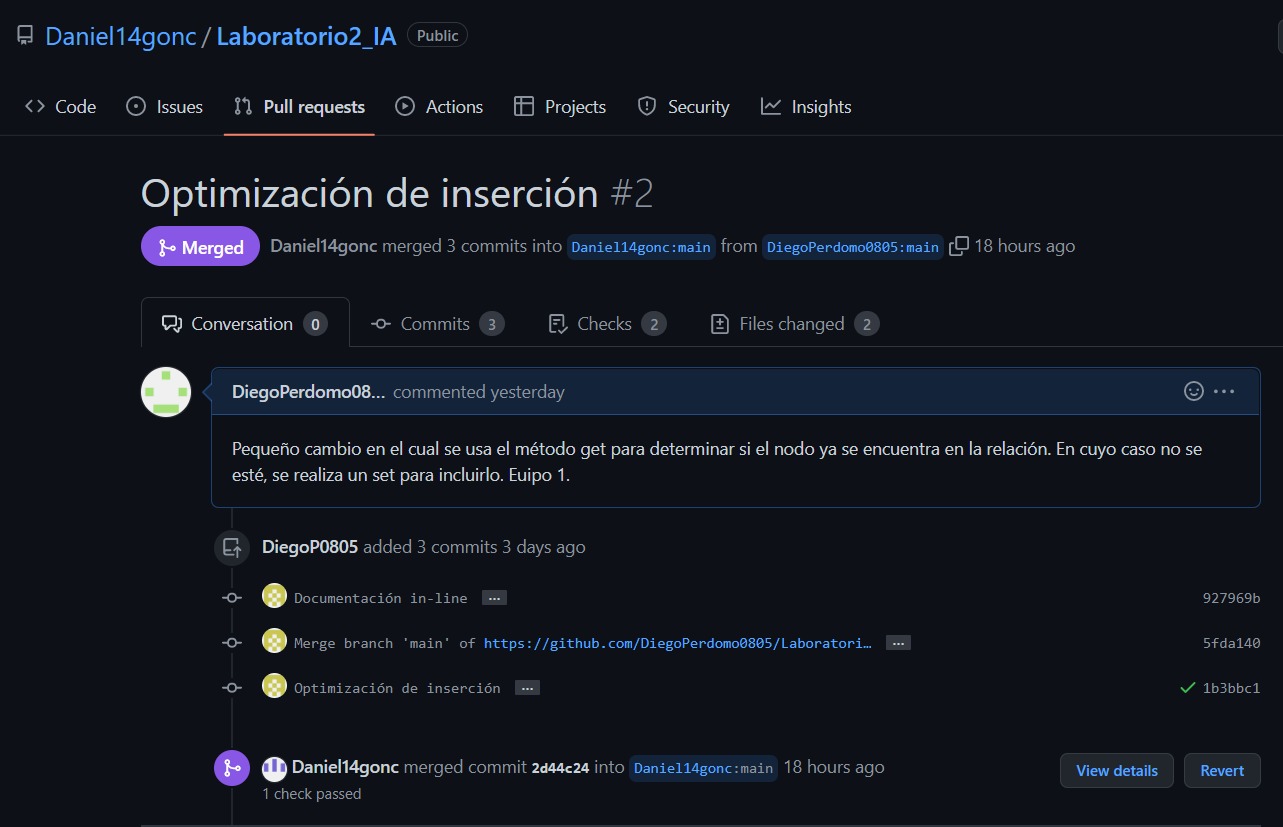 Daniel14gonc / Laboratorio2_IA Public
Code Issues Pull requests Actions Projects Security Insights
Optimización de inserción #2
Merged Daniel14gonc merged 3 commits into Daniel14gonc:main from DiegoPerdomo0805:main 18 hours ago
Conversation 0 Commits 3 Checks 2 Files changed 2
DiegoPerdomo08... commented yesterday
Pequeño cambio en el cual se usa el método get para determinar si el nodo ya se encuentra en la relación. En cuyo caso no se
esté, se realiza un set para incluirlo. Euipo 1.
DiegoP0805 added 3 commits 3 days ago
Documentación in-line ... 927969b
Merge branch 'main' of https://github.com/DiegoPerdomo0805/Laboratori… ... 5fda140
Optimización de inserción ... 1b3bbc1
Daniel14gonc merged commit 2d44c24 into Daniel14gonc:main 18 hours ago View details Revert
1 check passed